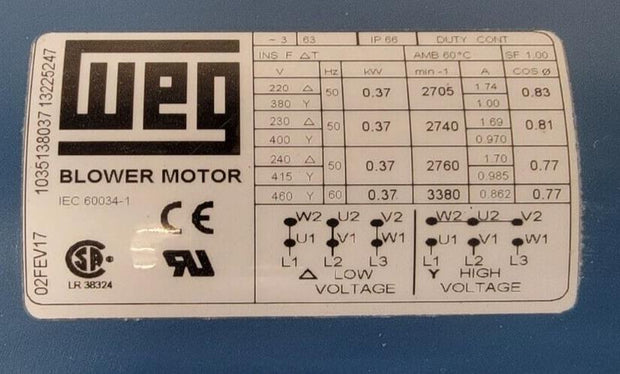 ~ 3 63 IP 66 DUTY CONT
INS F △T AMB 60°C SF 1.00
V Hz KW min -1 A COS Ø
220 △ 50 0.37 2705 1.74 0.83
380 Y 1.00
230 △ 50 0.37 2740 1.69 0.81
400 Y 0.970
240 △ 50 0.37 2760 1.70 0.77
415 Y 0.985
460 Y 60 0.37 3380 0.862 0.77
W2 U2 V2
U1 V1 W1
L1 L2 L3
△ LOW
VOLTAGE
W2 U2 V2
U1 V1 W1
L1 L2 L3
Y HIGH
VOLTAGE
WEG
BLOWER MOTOR
IEC 60034-1
CE
SA
LR 38324
RU
02FEV17 1035138037 13225247